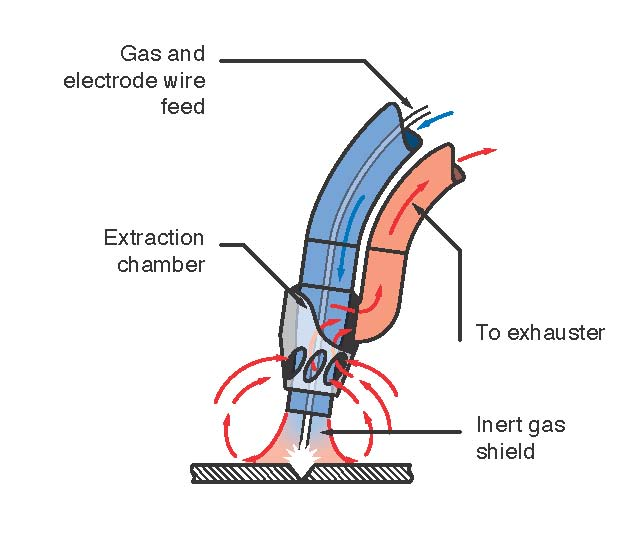 Gas and
electrode wire
feed
Extraction
chamber
To exhauster
Inert gas
shield